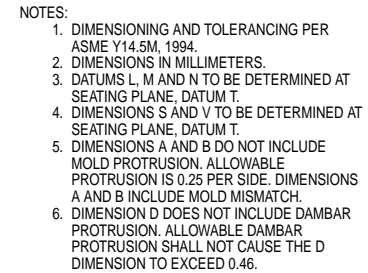 NOTES:
1. DIMENSIONING AND TOLERANCING PER
ASME Y14.5M, 1994.
2. DIMENSIONS IN MILLIMETERS.
3. DATUMS L, M AND N TO BE DETERMINED AT
SEATING PLANE, DATUM T.
4. DIMENSIONS S AND V TO BE DETERMINED AT
SEATING PLANE, DATUM T.
5. DIMENSIONS A AND B DO NOT INCLUDE
MOLD PROTRUSION. ALLOWABLE
PROTRUSION IS 0.25 PER SIDE. DIMENSIONS
A AND B INCLUDE MOLD MISMATCH.
6. DIMENSION D DOES NOT INCLUDE DAMBAR
PROTRUSION. ALLOWABLE DAMBAR
PROTRUSION SHALL NOT CAUSE THE D
DIMENSION TO EXCEED 0.46.